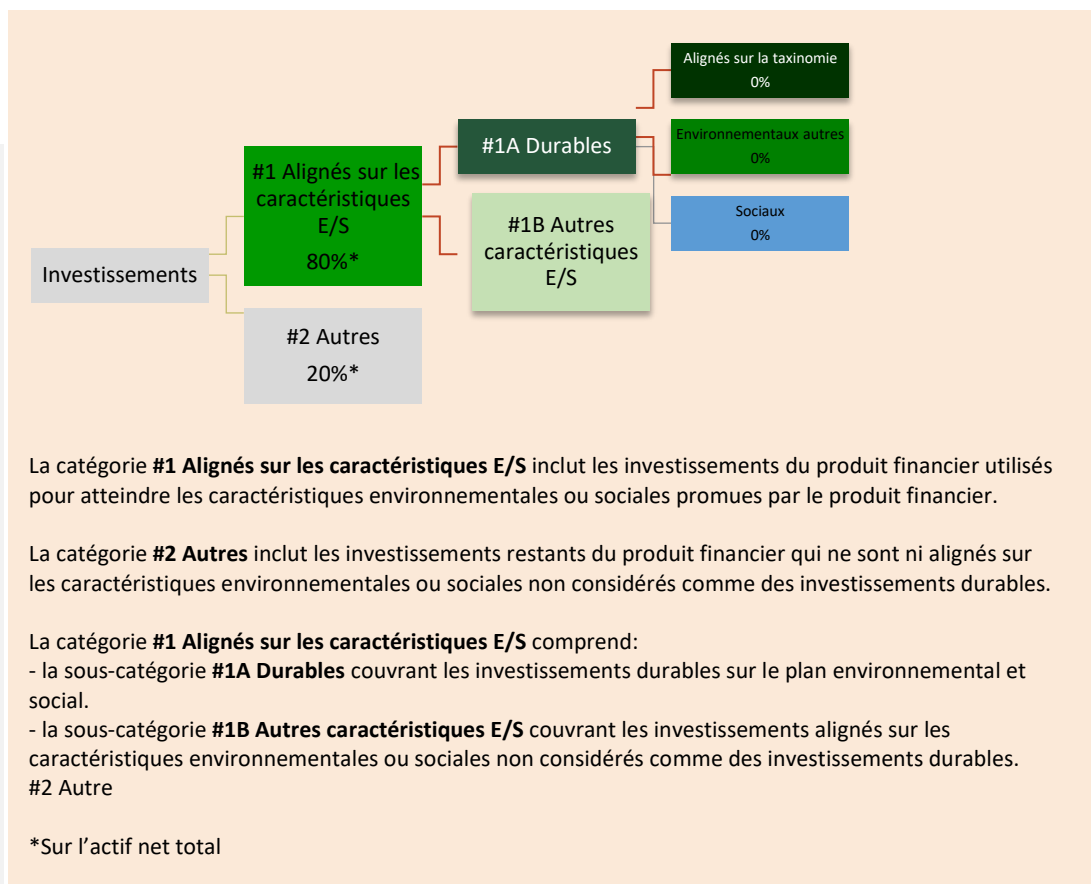 Alignés sur la taxinomie
0%
#1A Durables
Environnementaux autres
0%
#1 Alignés sur les
caractéristiques
E/S
80%*
Sociaux
0%
#1B Autres
caractéristiques
E/S
Investissements
#2 Autres
20%*
La catégorie #1 Alignés sur les caractéristiques E/S inclut les investissements du produit financier utilisés
pour atteindre les caractéristiques environnementales ou sociales promues par le produit financier.
La catégorie #2 Autres inclut les investissements restants du produit financier qui ne sont ni alignés sur
les caractéristiques environnementales ou sociales non considérés comme des investissements durables.
La catégorie #1 Alignés sur les caractéristiques E/S comprend:
- la sous-catégorie #1A Durables couvrant les investissements durables sur le plan environnemental et
social.
- la sous-catégorie #1B Autres caractéristiques E/S couvrant les investissements alignés sur les
caractéristiques environnementales ou sociales non considérés comme des investissements durables.
#2 Autre
*Sur l'actif net total